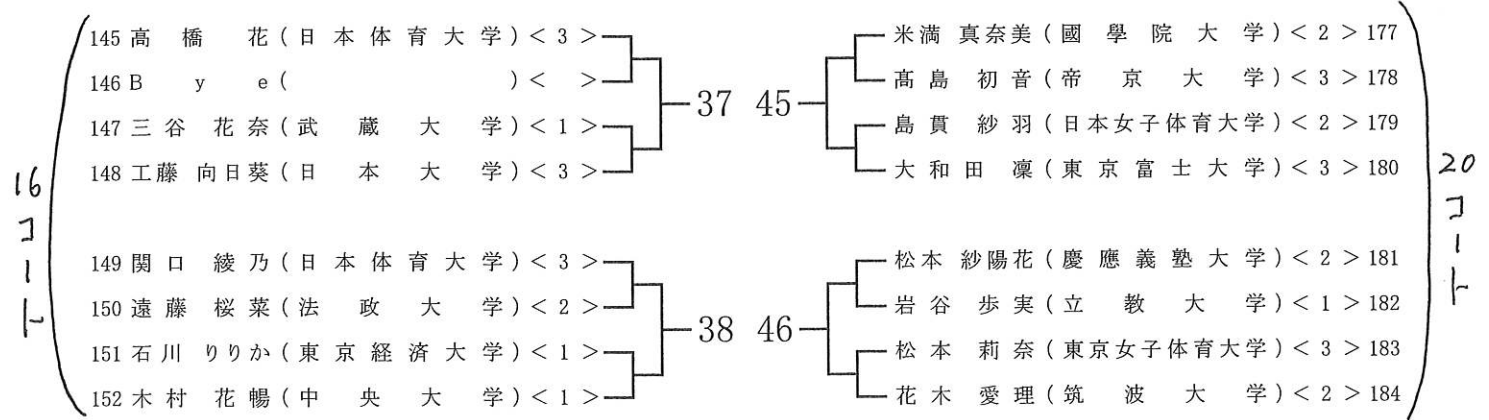 16コート
145 髙橋 花 (日本体育大学) < 3 >
146 Bye ( ) < >
147 三谷 花奈 (武蔵大学) < 1 >
148 工藤 向日葵 (日本大学) < 3 >
37
149 関口 綾乃 (日本体育大学) < 3 >
150 遠藤 桜菜 (法政大学) < 2 >
151 石川 りりか (東京経済大学) < 1 >
152 木村 花暢 (中央大学) < 1 >
38
45
米満 真奈美 (國學院大学) < 2 > 177
髙島 初音 (帝京大学) < 3 > 178
島貫 紗羽 (日本女子体育大学) < 2 > 179
大和田 凜 (東京富士大学) < 3 > 180
46
松本 紗陽花 (慶應義塾大学) < 2 > 181
岩谷 歩実 (立教大学) < 1 > 182
松本 莉奈 (東京女子体育大学) < 3 > 183
花木 愛理 (筑波大学) < 2 > 184
20コート